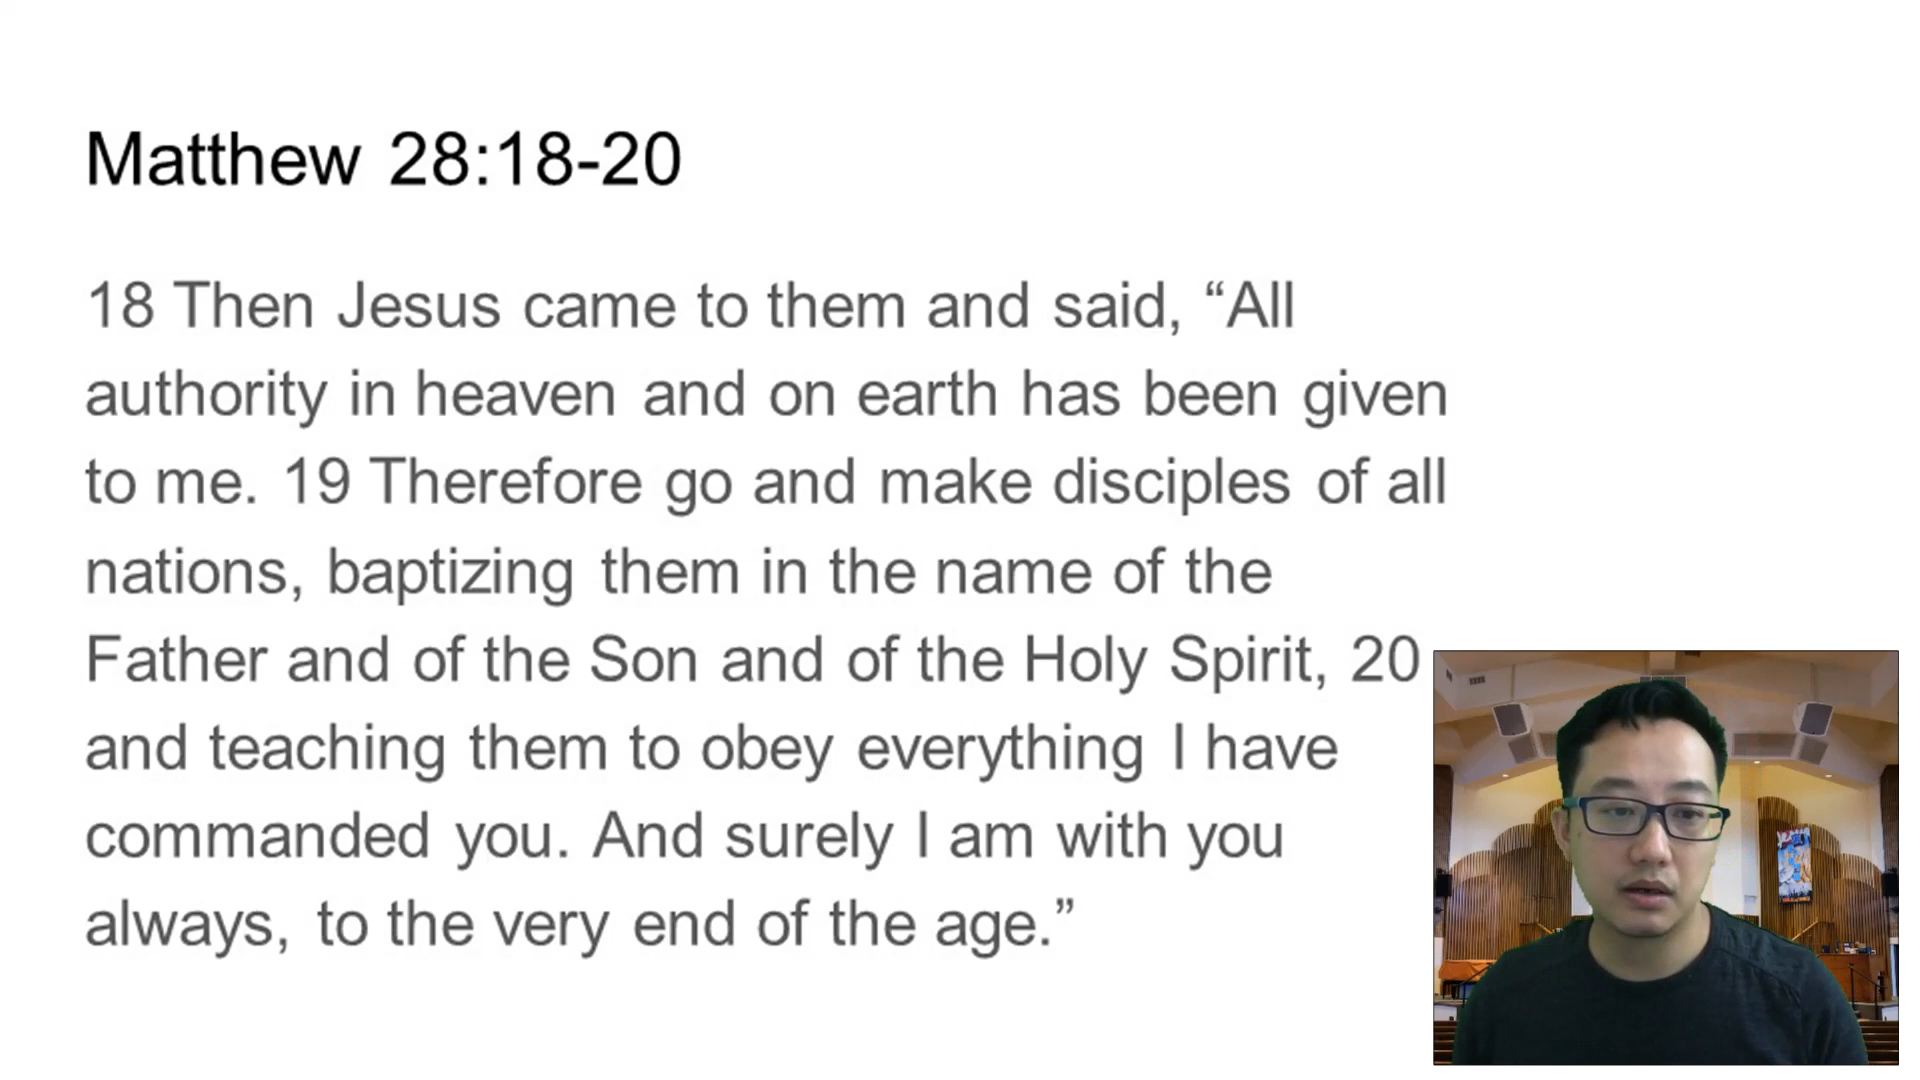 Matthew 28:18-20
18 Then Jesus came to them and said, “All
authority in heaven and on earth has been given
to me. 19 Therefore go and make disciples of all
nations, baptizing them in the name of the
Father and of the Son and of the Holy Spirit, 20
and teaching them to obey everything I have
commanded you. And surely I am with you
always, to the very end of the age.”